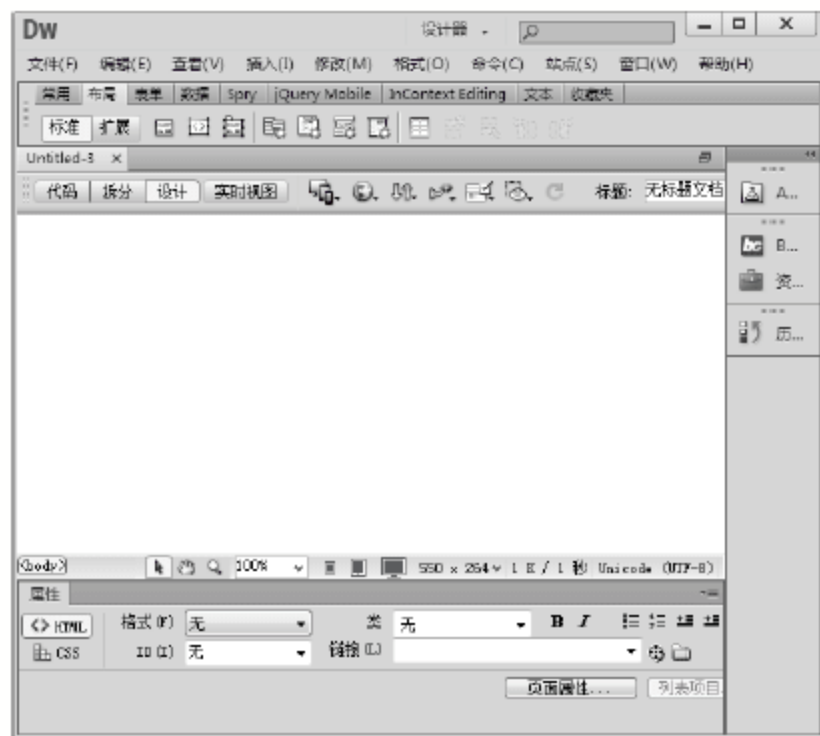 Dw 设计器
文件(F) 编辑(E) 查看(V) 插入(I) 修改(M) 格式(O) 命令(C) 站点(S) 窗口(W) 帮助(H)
常用 布局 表单 数据 Spry jQuery Mobile InContext Editing 文本 收藏夹
标准 扩展
Untitled-3 ×
代码 拆分 设计 实时视图 标题: 无标题文档
A...
B...
资...
历...
<body> 100% 550 × 264 1 K / 1 秒 Unicode (UTF-8)
属性
<> HTML 格式(F) 无 类 无 B I
CSS ID(I) 无 链接(L)
页面属性... 列表项目